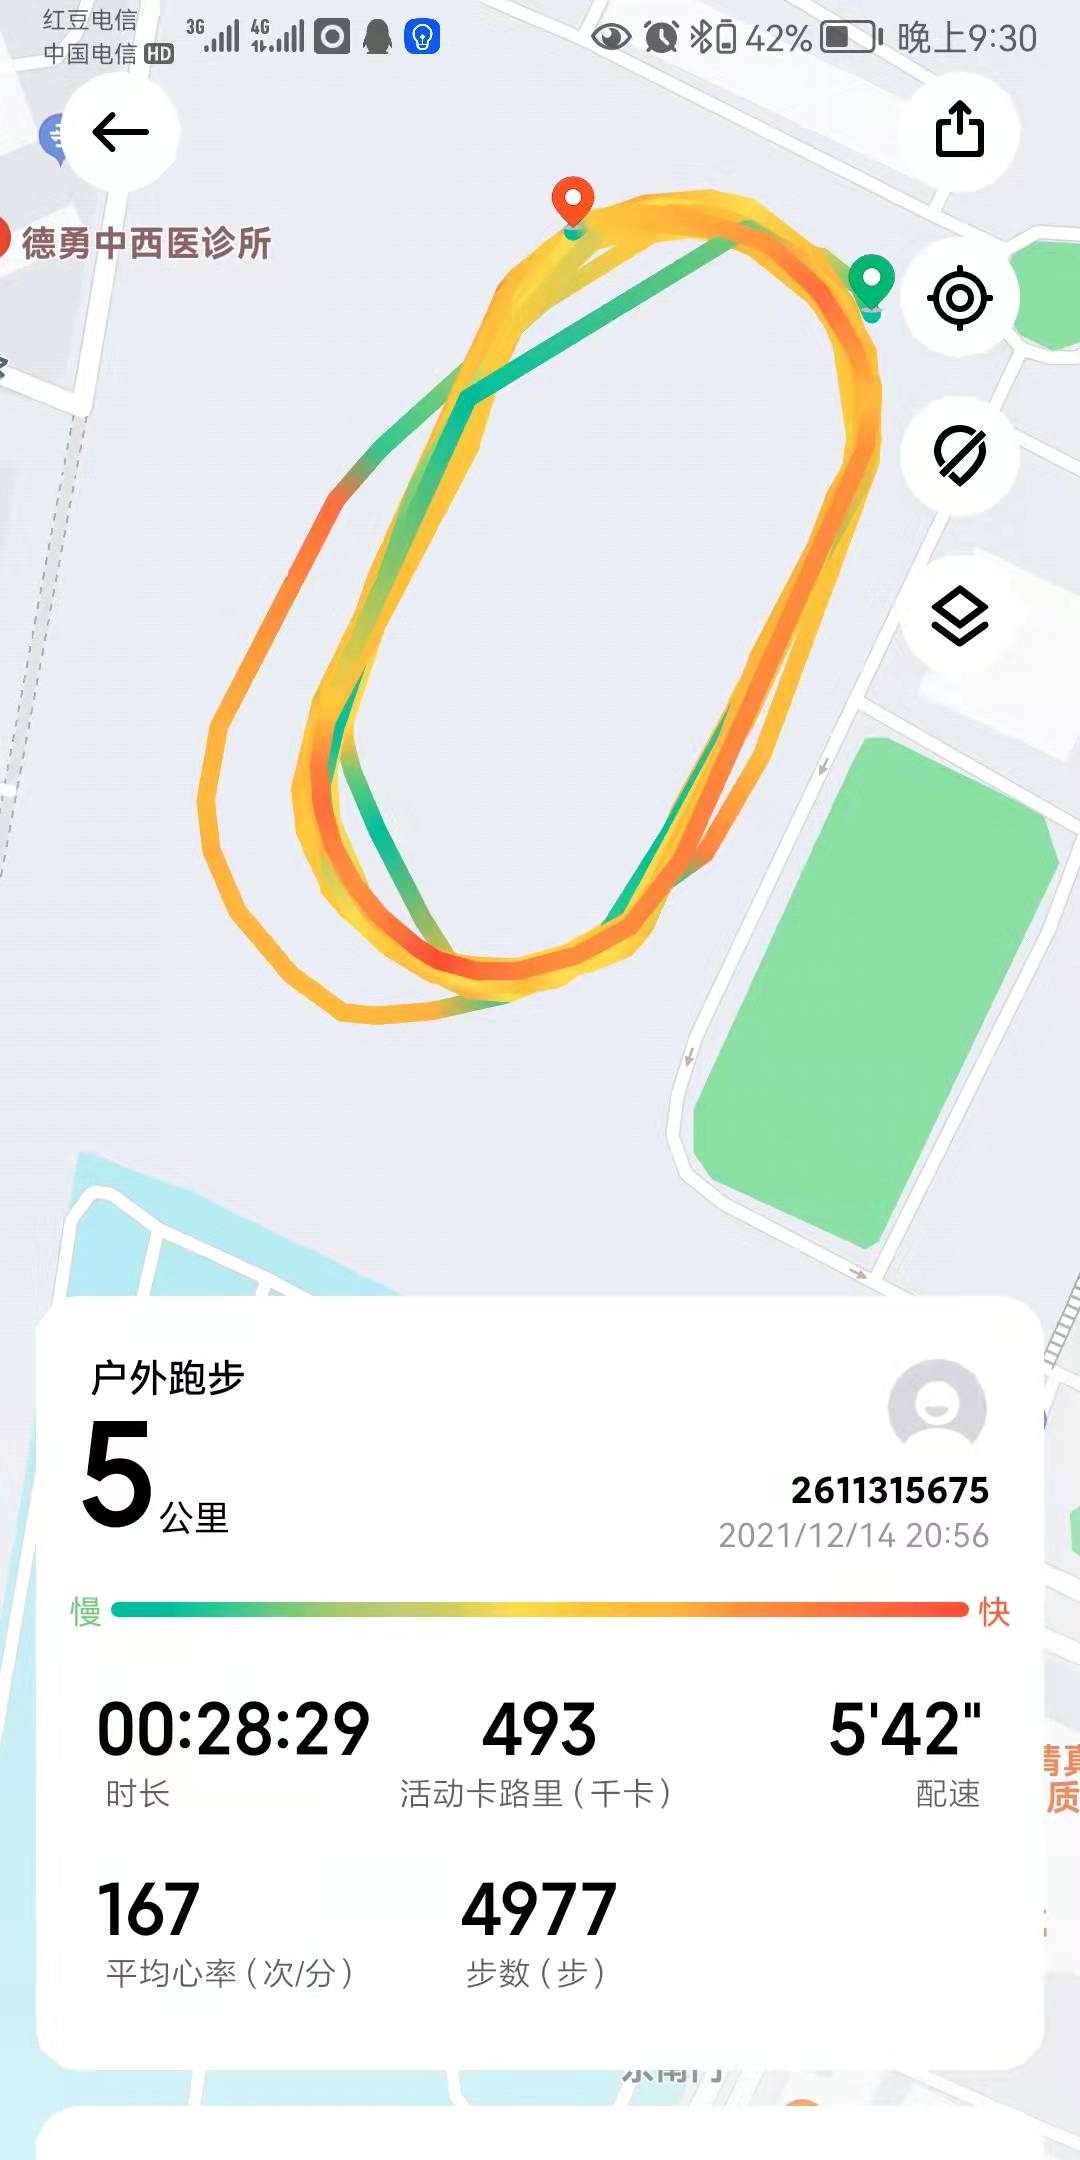 红豆电信
中国电信 HD
3G 4G 42% 晚上9:30
德勇中西医诊所
户外跑步
5公里
2611315675
2021/12/14 20:56
慢 快
00:28:29 493 5'42"
时长 活动卡路里（千卡） 配速
167 4977
平均心率（次/分） 步数（步）
质